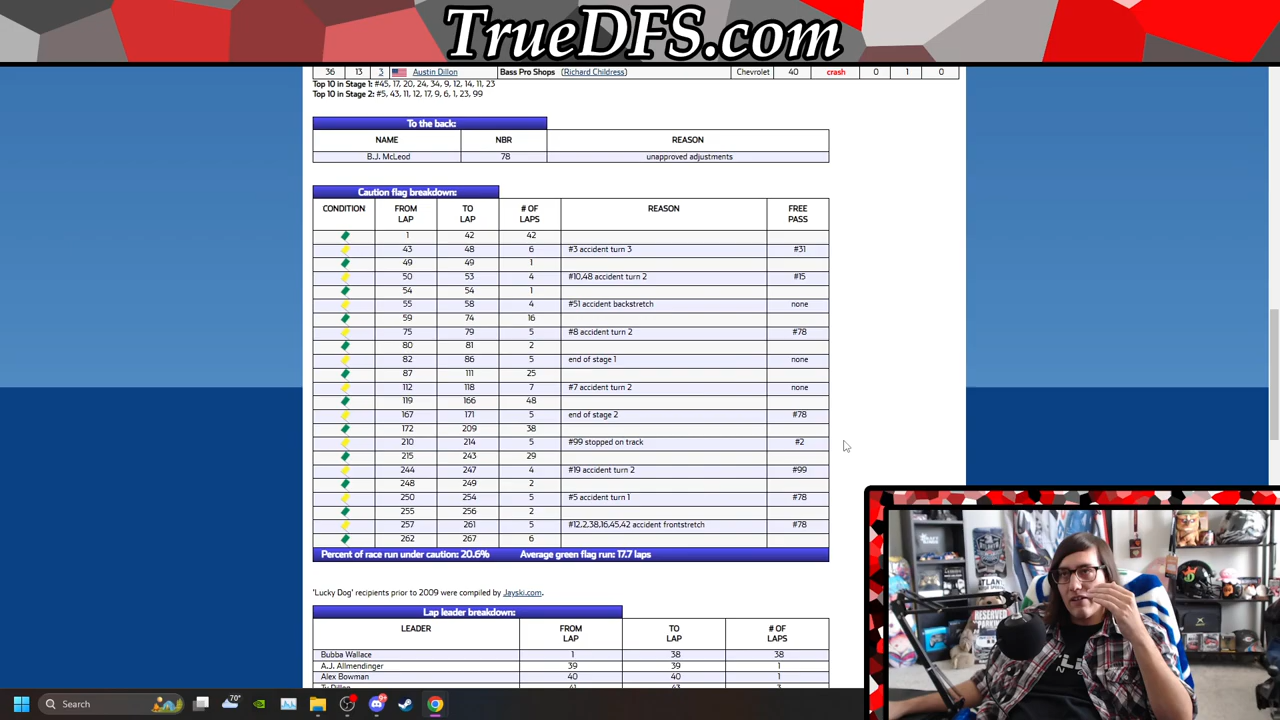 TrueDFS.com
36 13 3 Austin Dillon Bass Pro Shops (Richard Childress) Chevrolet 40 crash 0 1 0
Top 10 in Stage 1: #45, 17, 20, 24, 34, 9, 12, 14, 11, 23
Top 10 in Stage 2: #5, 43, 11, 12, 17, 9, 6, 1, 23, 99
To the back:
NAME NBR REASON
B.J. McLeod 78 unapproved adjustments
Caution flag breakdown:
CONDITION FROM LAP TO LAP # OF LAPS REASON FREE PASS
1 42 42
43 48 6 #3 accident turn 3 #31
49 49 1
50 53 4 #10,48 accident turn 2 #15
54 54 1
55 58 4 #51 accident backstretch none
59 74 16
75 79 5 #8 accident turn 2 #78
80 81 2
82 86 5 end of stage 1 none
87 111 25
112 118 7 #7 accident turn 2 none
119 166 48
167 171 5 end of stage 2 #78
172 209 38
210 214 5 #99 stopped on track #2
215 243 29
244 247 4 #19 accident turn 2 #99
248 249 2
250 254 5 #5 accident turn 1 #78
255 256 2
257 261 5 #12,2,38,16,45,42 accident frontstretch #78
262 267 6
Percent of race run under caution: 20.6% Average green flag run: 17.7 laps
'Lucky Dog' recipients prior to 2009 were compiled by Jayski.com.
Lap leader breakdown:
LEADER FROM LAP TO LAP # OF LAPS
Bubba Wallace 1 38 38
A.J. Allmendinger 39 39 1
Alex Bowman 40 40 1
Ty Dillon 41 43 3
Search
70°
ATLANTA
RESERVED PARKING